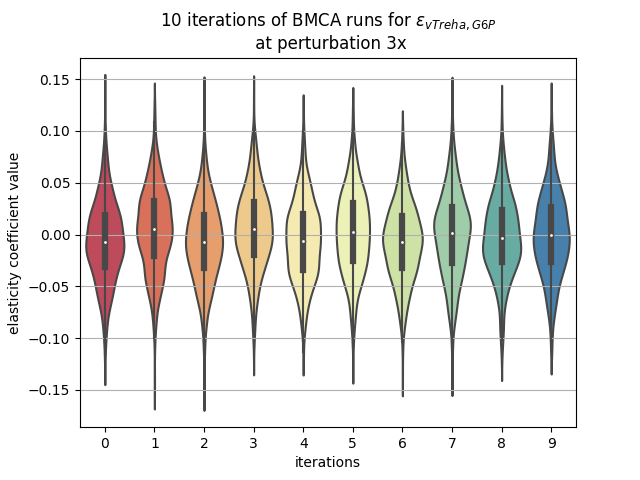 10 iterations of BMCA runs for ε_{vTreha, G6P}
at perturbation 3x
elasticity coefficient value
0.15
0.10
0.05
0.00
−0.05
−0.10
−0.15
0 1 2 3 4 5 6 7 8 9
iterations